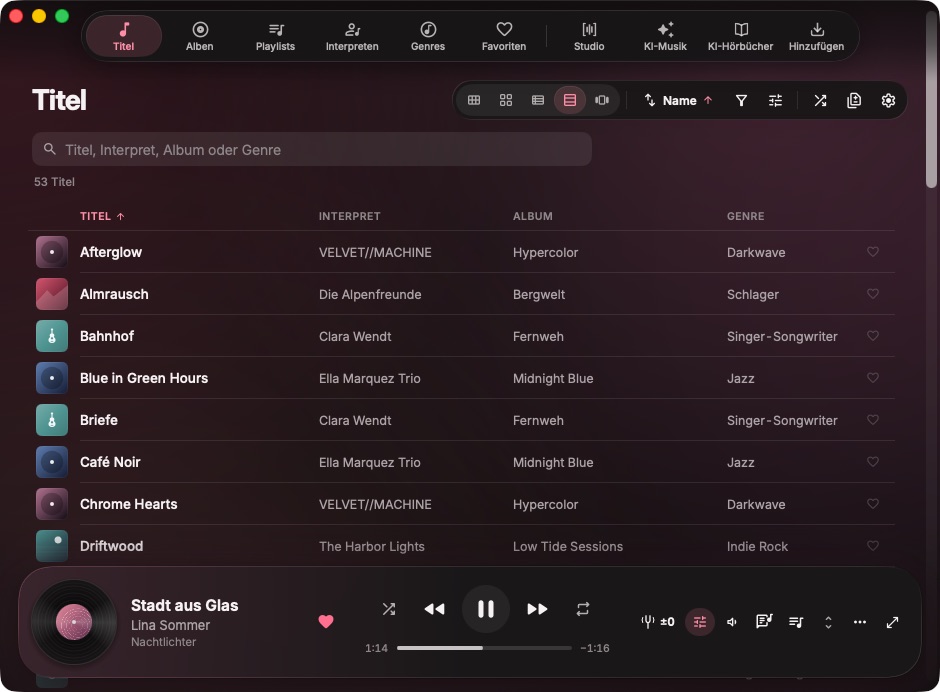 Titel
Alben
Playlists
Interpreten
Genres
Favoriten
Studio
KI-Musik
KI-Hörbücher
Hinzufügen
Titel
Name
Titel, Interpret, Album oder Genre
53 Titel
TITEL INTERPRET ALBUM GENRE
Afterglow VELVET//MACHINE Hypercolor Darkwave
Almrausch Die Alpenfreunde Bergwelt Schlager
Bahnhof Clara Wendt Fernweh Singer-Songwriter
Blue in Green Hours Ella Marquez Trio Midnight Blue Jazz
Briefe Clara Wendt Fernweh Singer-Songwriter
Café Noir Ella Marquez Trio Midnight Blue Jazz
Chrome Hearts VELVET//MACHINE Hypercolor Darkwave
Driftwood The Harbor Lights Low Tide Sessions Indie Rock
Stadt aus Glas
Lina Sommer
Nachtlichter
1:14
−1:16
±0